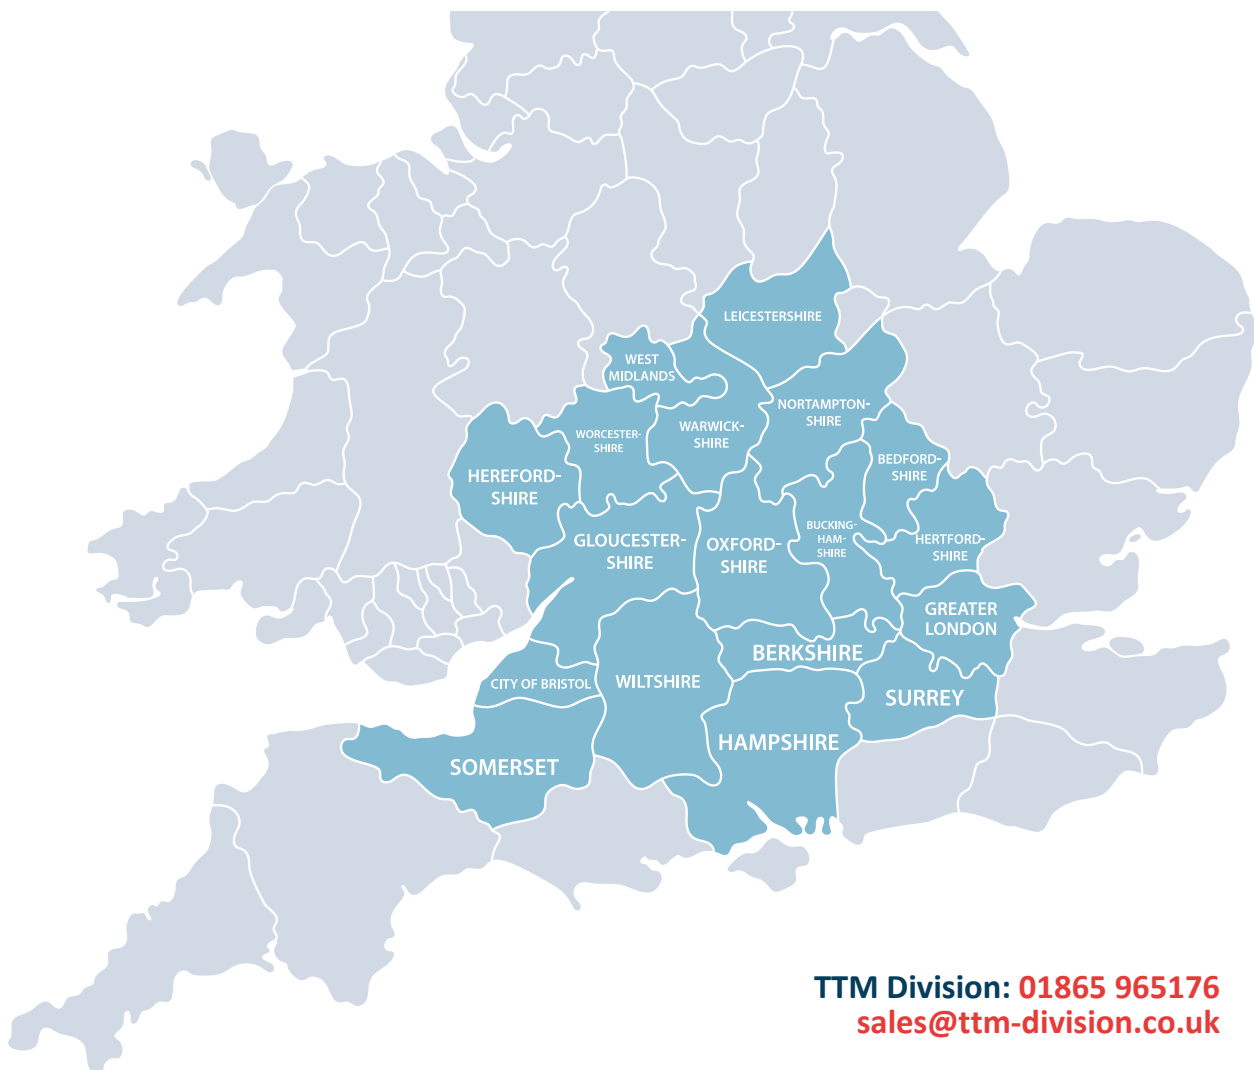 LEICESTERSHIRE
WEST
MIDLANDS
NORTAMPTON-
SHIRE
WORCESTER-
SHIRE
WARWICK-
SHIRE
BEDFORD-
SHIRE
HEREFORD-
SHIRE
GLOUCESTER-
SHIRE
OXFORD-
SHIRE
BUCKING-
HAM-
SHIRE
HERTFORD-
SHIRE
GREATER
LONDON
BERKSHIRE
CITY OF BRISTOL
WILTSHIRE
SURREY
HAMPSHIRE
SOMERSET
TTM Division: 01865 965176
sales@ttm-division.co.uk